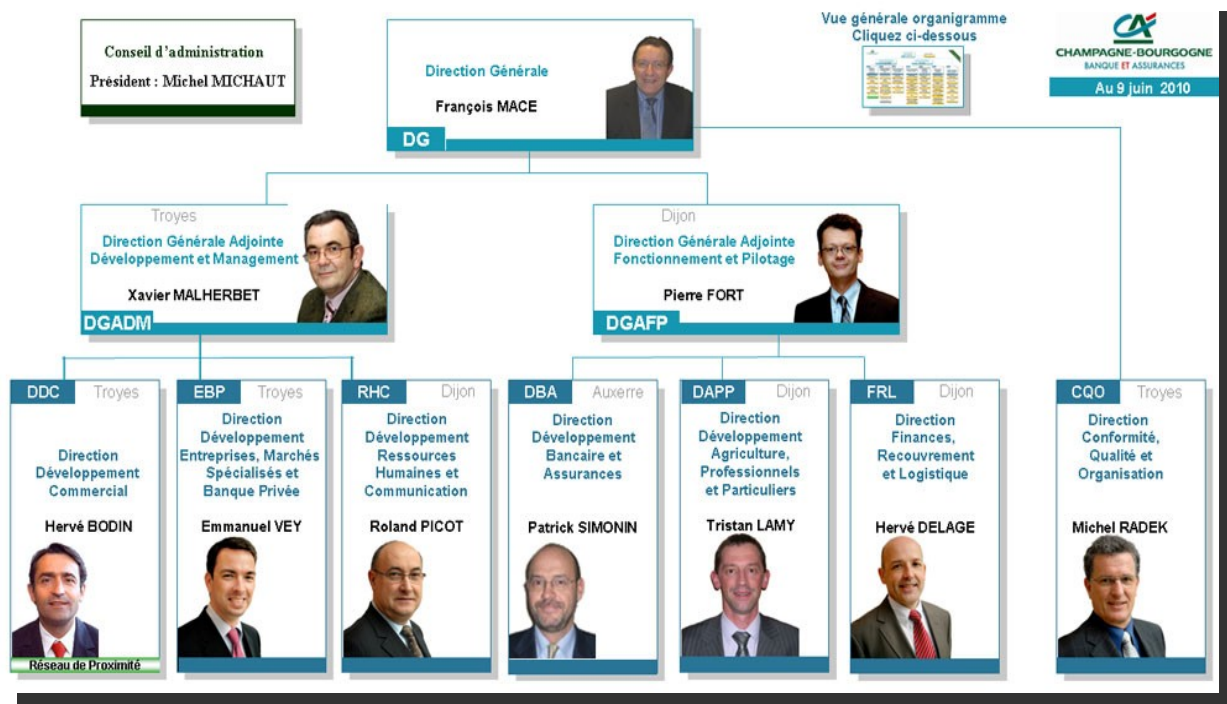 Conseil d'administration
Président : Michel MICHAUT
Direction Générale
François MACE
DG
Vue générale organigramme
Cliquez ci-dessous
CHAMPAGNE-BOURGOGNE
BANQUE ET ASSURANCES
Au 9 juin 2010
Troyes
Direction Générale Adjointe
Développement et Management
Xavier MALHERBET
DGADM
Dijon
Direction Générale Adjointe
Fonctionnement et Pilotage
Pierre FORT
DGAFP
DDC Troyes
Direction
Développement
Commercial
Hervé BODIN
Réseau de Proximité
EBP Troyes
Direction
Développement
Entreprises, Marchés
Spécialisés et
Banque Privée
Emmanuel VEY
RHC Dijon
Direction
Développement
Ressources
Humaines et
Communication
Roland PICOT
DBA Auxerre
Direction
Développement
Bancaire et
Assurances
Patrick SIMONIN
DAPP Dijon
Direction
Développement
Agriculture,
Professionnels
et Particuliers
Tristan LAMY
FRL Dijon
Direction
Finances,
Recouvrement
et Logistique
Hervé DELAGE
CQO Troyes
Direction
Conformité,
Qualité et
Organisation
Michel RADEK